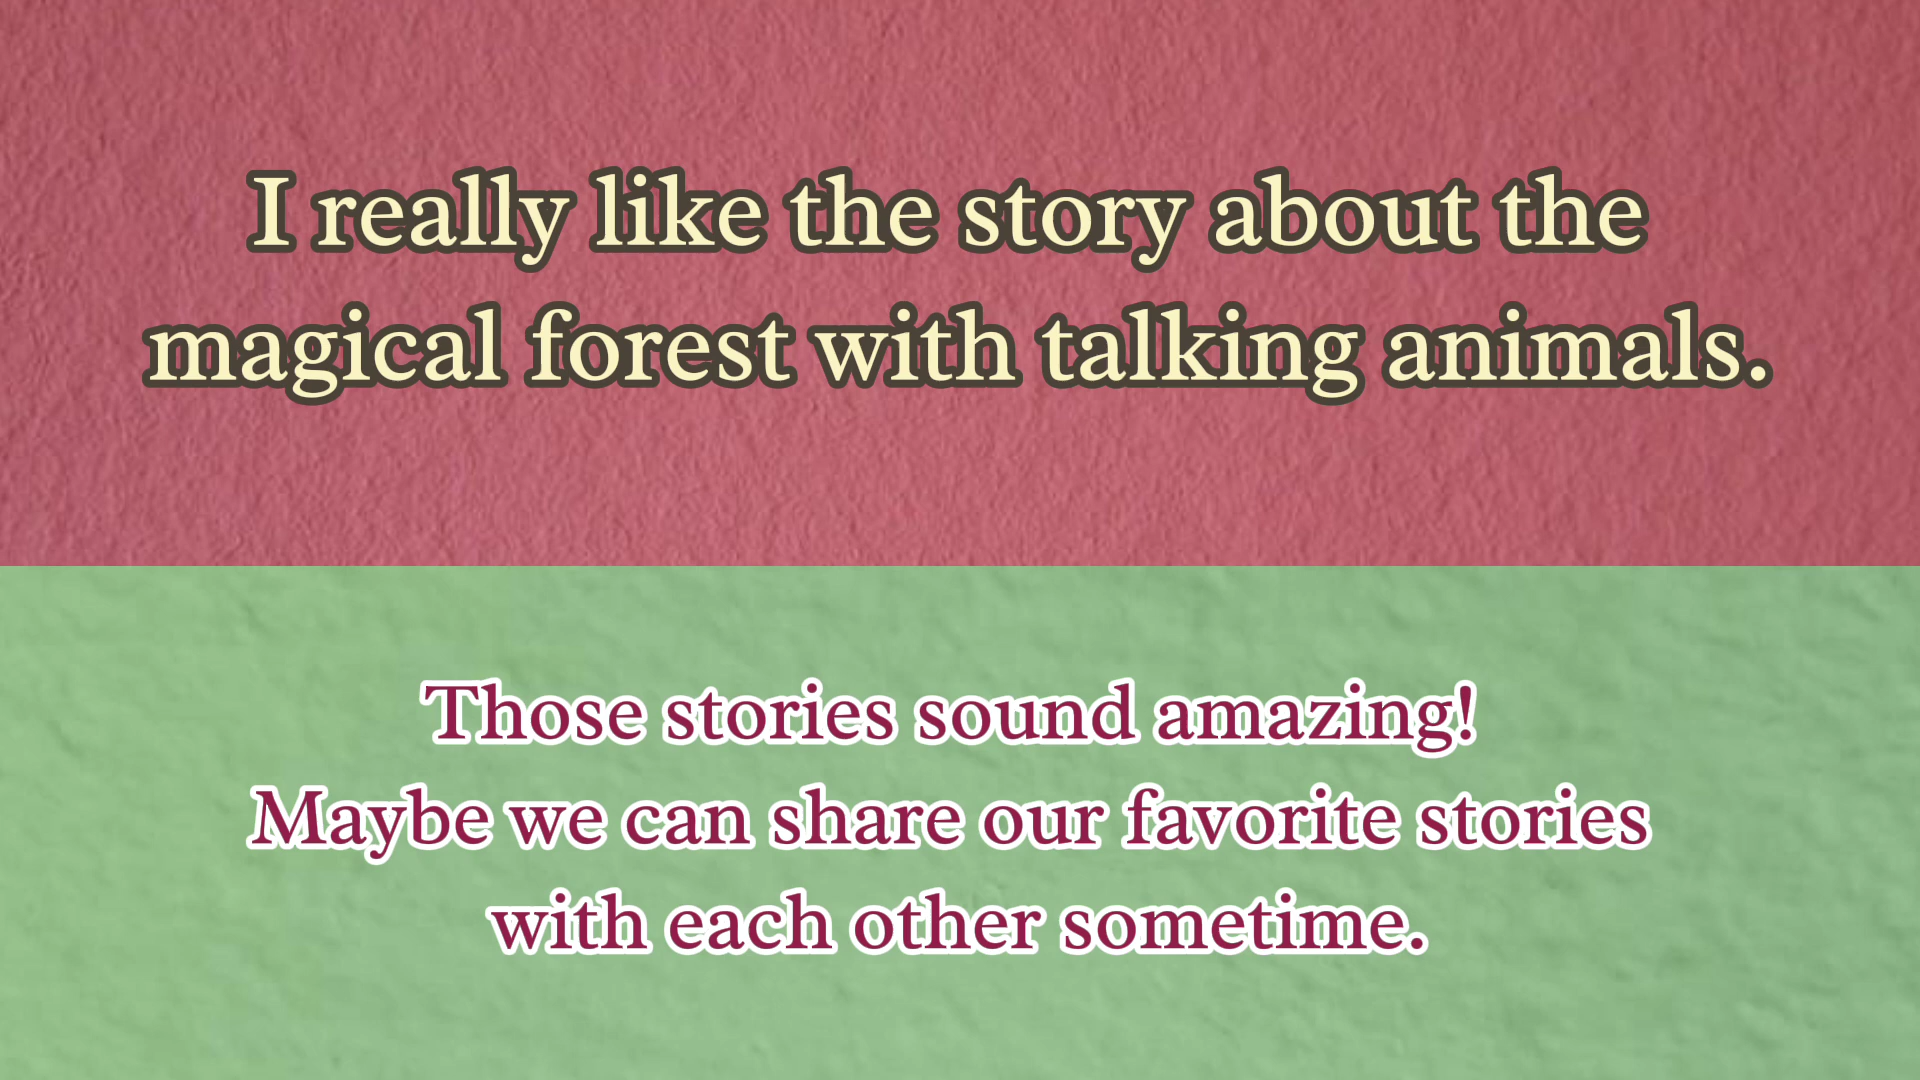 I really like the story about the
magical forest with talking animals.
Those stories sound amazing!
Maybe we can share our favorite stories
with each other sometime.